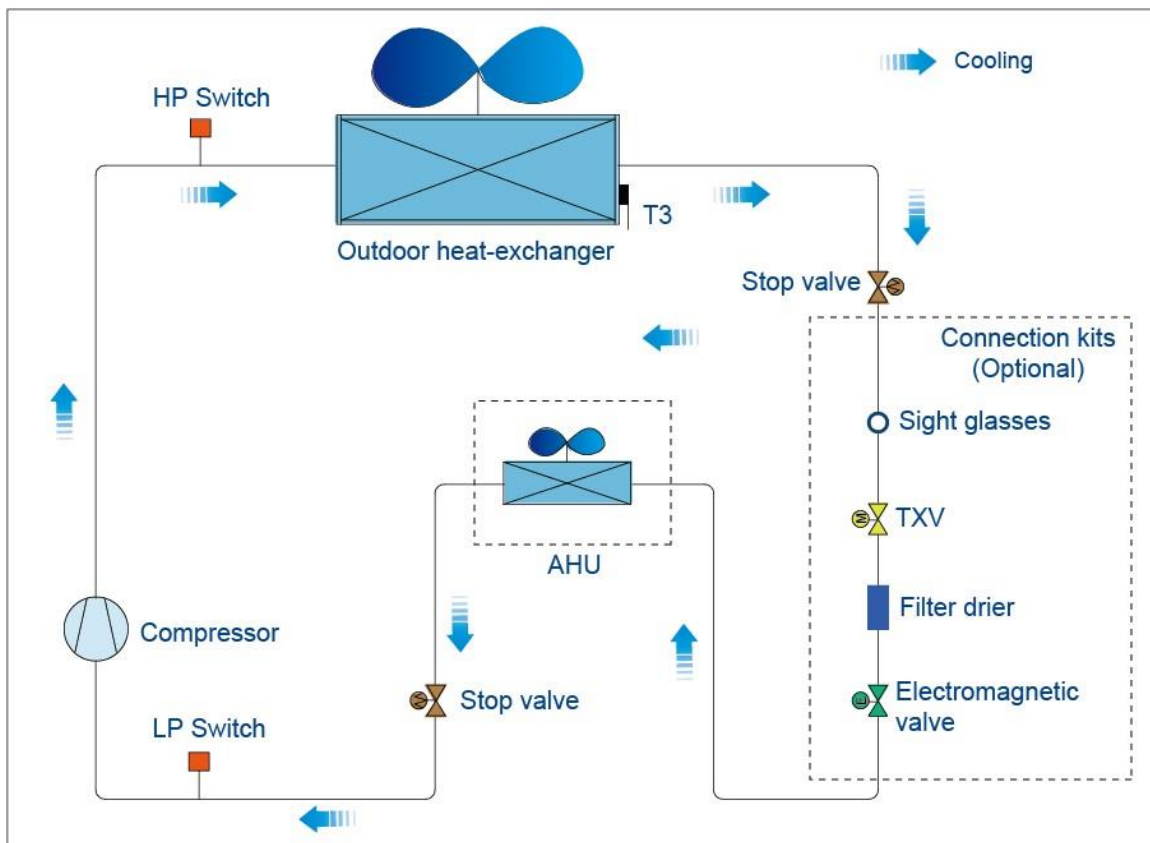 Cooling
HP Switch
T3
Outdoor heat-exchanger
Stop valve
Connection kits
(Optional)
Sight glasses
M
TXV
AHU
Filter drier
Compressor
E
Electromagnetic
valve
Stop valve
LP Switch